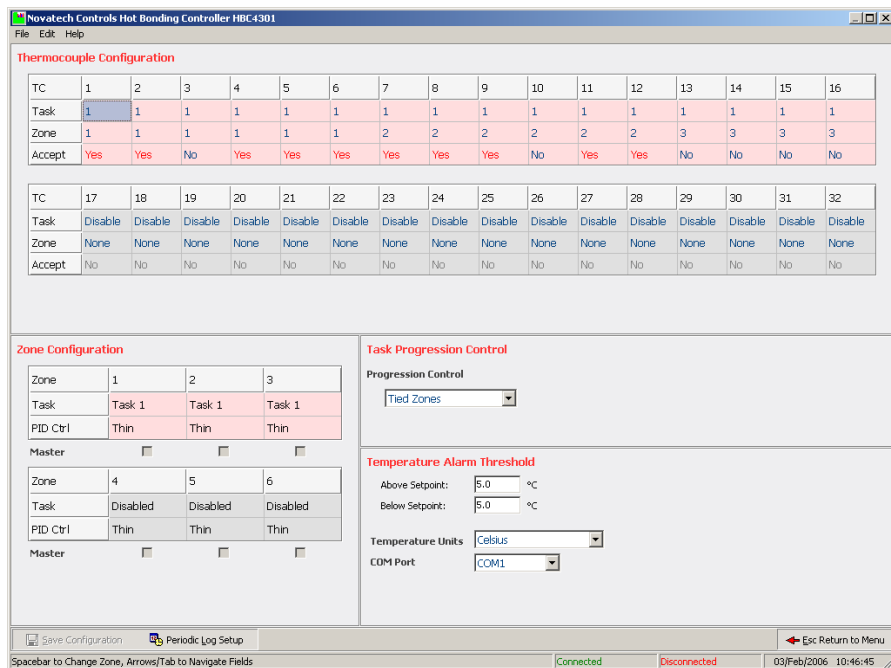 Novatech Controls Hot Bonding Controller HBC4301
File Edit Help
Thermocouple Configuration
TC 1 2 3 4 5 6 7 8 9 10 11 12 13 14 15 16
Task 1 1 1 1 1 1 1 1 1 1 1 1 1 1 1 1
Zone 1 1 1 1 1 1 2 2 2 2 2 2 3 3 3 3
Accept Yes Yes No Yes Yes Yes Yes Yes Yes No Yes Yes No No No No
TC 17 18 19 20 21 22 23 24 25 26 27 28 29 30 31 32
Task Disable Disable Disable Disable Disable Disable Disable Disable Disable Disable Disable Disable Disable Disable Disable Disable
Zone None None None None None None None None None None None None None None None None
Accept No No No No No No No No No No No No No No No No
Zone Configuration
Zone 1 2 3
Task Task 1 Task 1 Task 1
PID Ctrl Thin Thin Thin
Master
Zone 4 5 6
Task Disabled Disabled Disabled
PID Ctrl Thin Thin Thin
Master
Task Progression Control
Progression Control
Tied Zones
Temperature Alarm Threshold
Above Setpoint: 5.0 °C
Below Setpoint: 5.0 °C
Temperature Units Celsius
COM Port COM1
Save Configuration Periodic Log Setup Esc Return to Menu
Spacebar to Change Zone, Arrows/Tab to Navigate Fields Connected Disconnected 03/Feb/2006 10:46:45